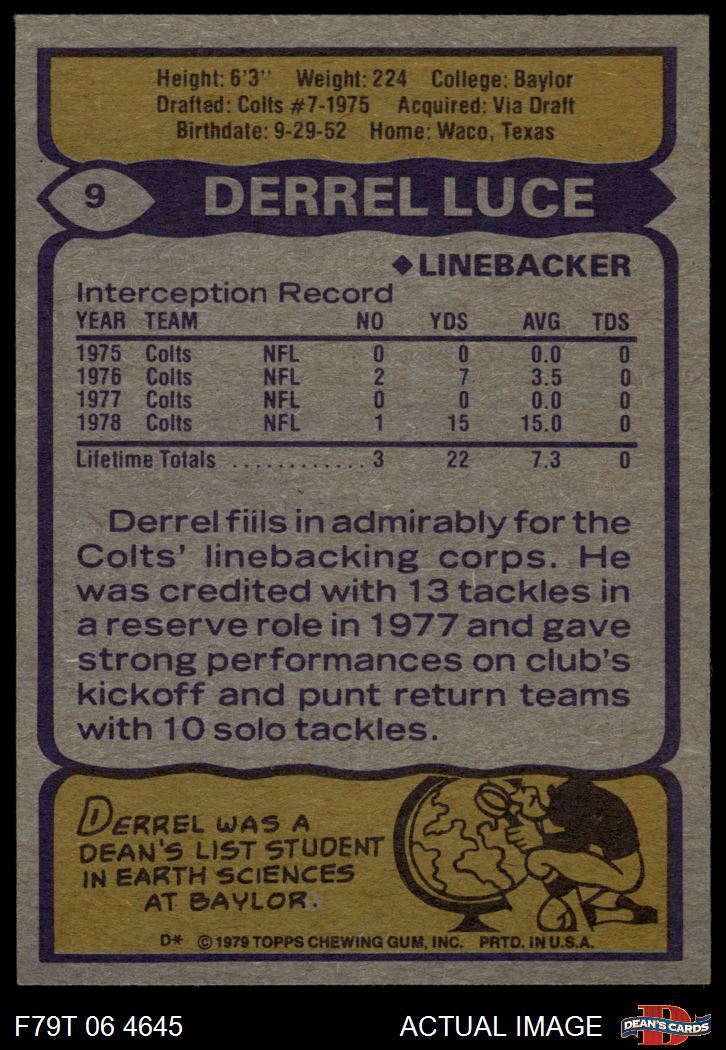 Height: 6'3" Weight: 224 College: Baylor
Drafted: Colts #7-1975 Acquired: Via Draft
Birthdate: 9-29-52 Home: Waco, Texas
9 DERREL LUCE
◆LINEBACKER
Interception Record
YEAR TEAM NO YDS AVG TDS
1975 Colts NFL 0 0 0.0 0
1976 Colts NFL 2 7 3.5 0
1977 Colts NFL 0 0 0.0 0
1978 Colts NFL 1 15 15.0 0
Lifetime Totals ............ 3 22 7.3 0
Derrel fills in admirably for the
Colts' linebacking corps. He
was credited with 13 tackles in
a reserve role in 1977 and gave
strong performances on club's
kickoff and punt return teams
with 10 solo tackles.
DERREL WAS A
DEAN'S LIST STUDENT
IN EARTH SCIENCES
AT BAYLOR.
D* © 1979 TOPPS CHEWING GUM, INC. PRTD. IN U.S.A.
F79T 06 4645 ACTUAL IMAGE D DEAN'S CARDS